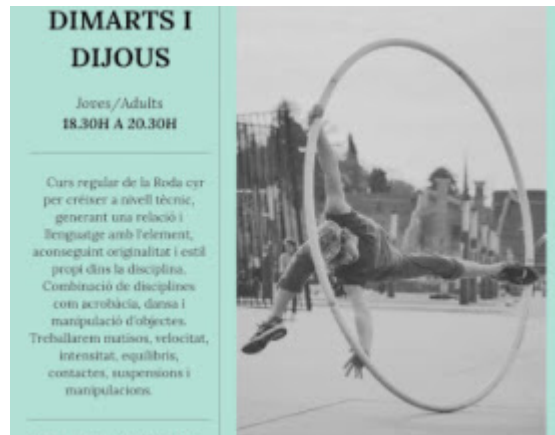 DIMARTS I
DIJOUS
Joves/Adults
18.30H A 20.30H
Curs regular de la Roda cyr
per créixer a nivell tècnic,
generant una relació i
llenguatge amb l'element,
aconseguint originalitat i estil
propi dins la disciplina.
Combinació de disciplines
com acrobàcia, dansa i
manipulació d'objectes.
Treballarem matisos, velocitat,
intensitat, equilibris,
contactes, suspensions i
manipulacions.